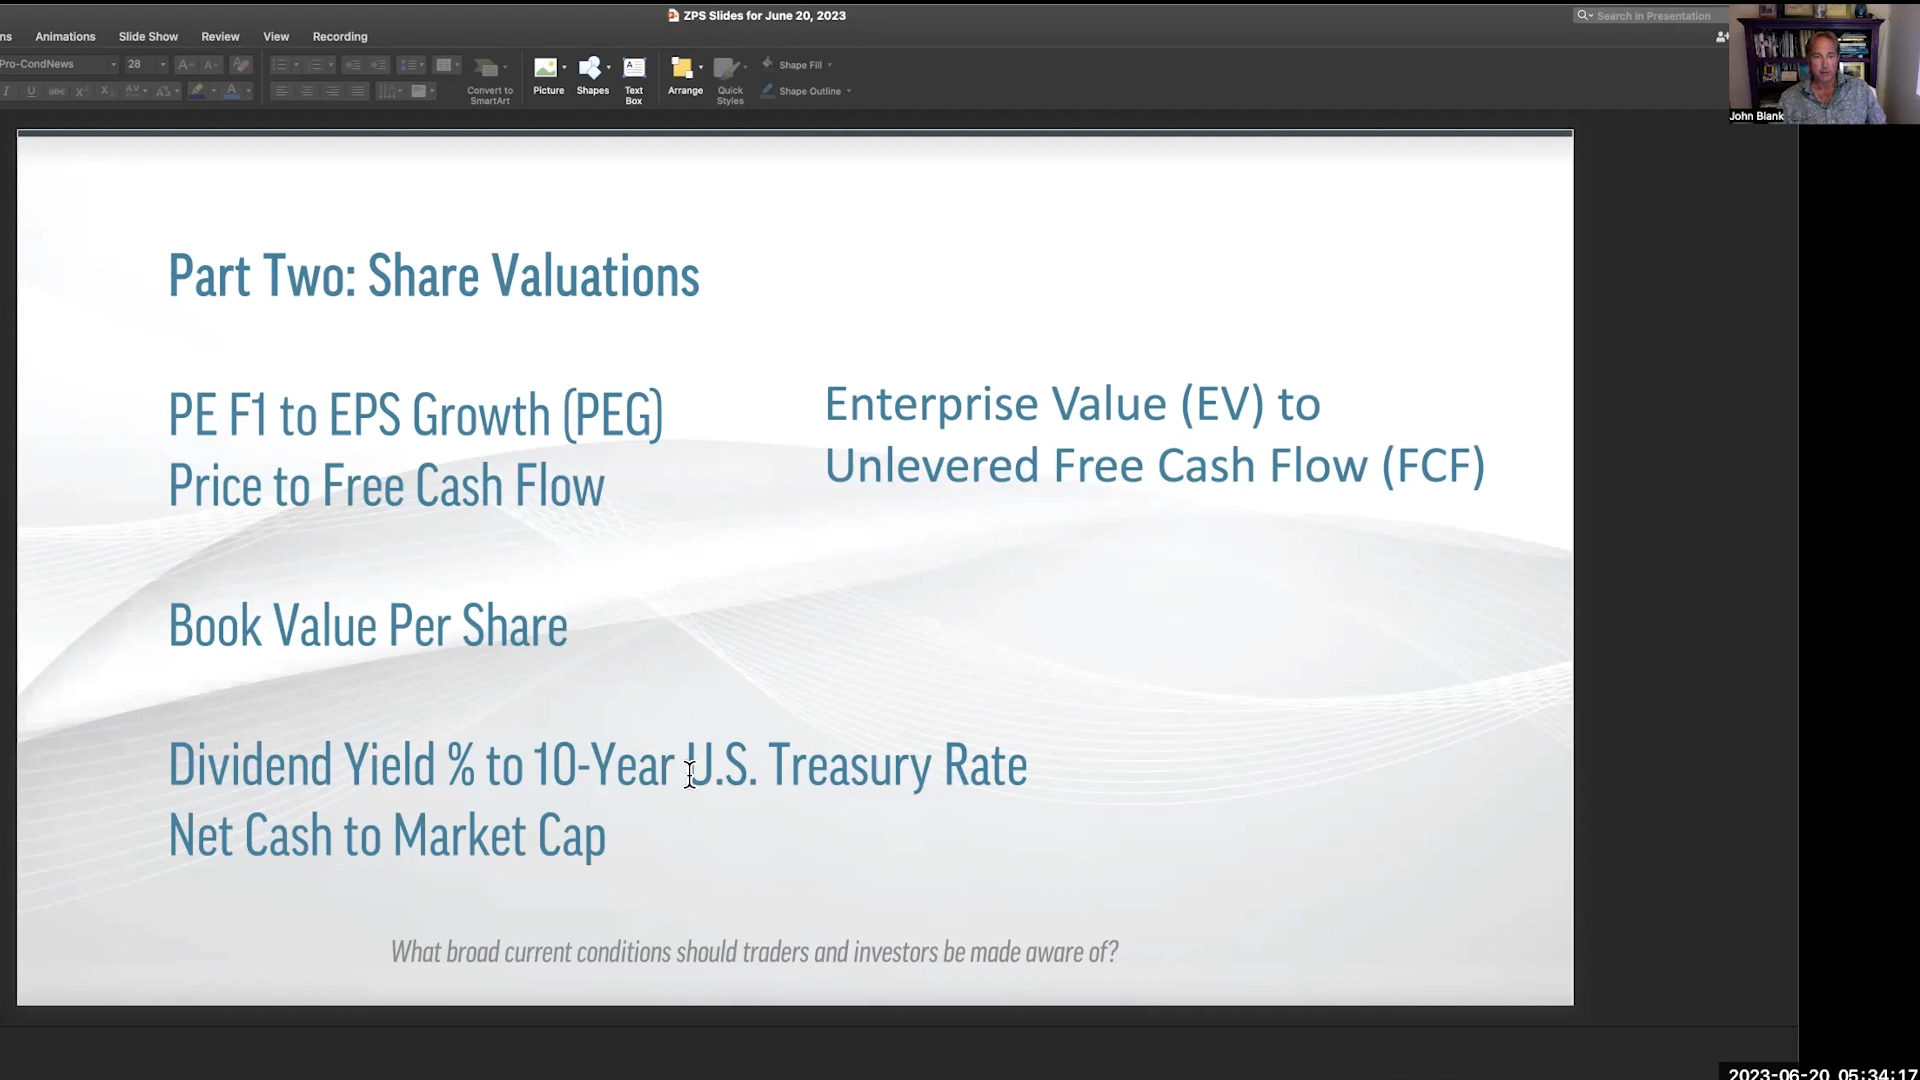 ZPS Slides for June 20, 2023
Search in Presentation
ns Animations Slide Show Review View Recording
Pro-CondNews 28
Convert to SmartArt
Picture
Shapes
Text Box
Arrange
Quick Styles
Shape Fill
Shape Outline
John Blank
Part Two: Share Valuations
PE F1 to EPS Growth (PEG)
Price to Free Cash Flow
Enterprise Value (EV) to
Unlevered Free Cash Flow (FCF)
Book Value Per Share
Dividend Yield % to 10-Year U.S. Treasury Rate
Net Cash to Market Cap
What broad current conditions should traders and investors be made aware of?
2023-06-20 05:34:17